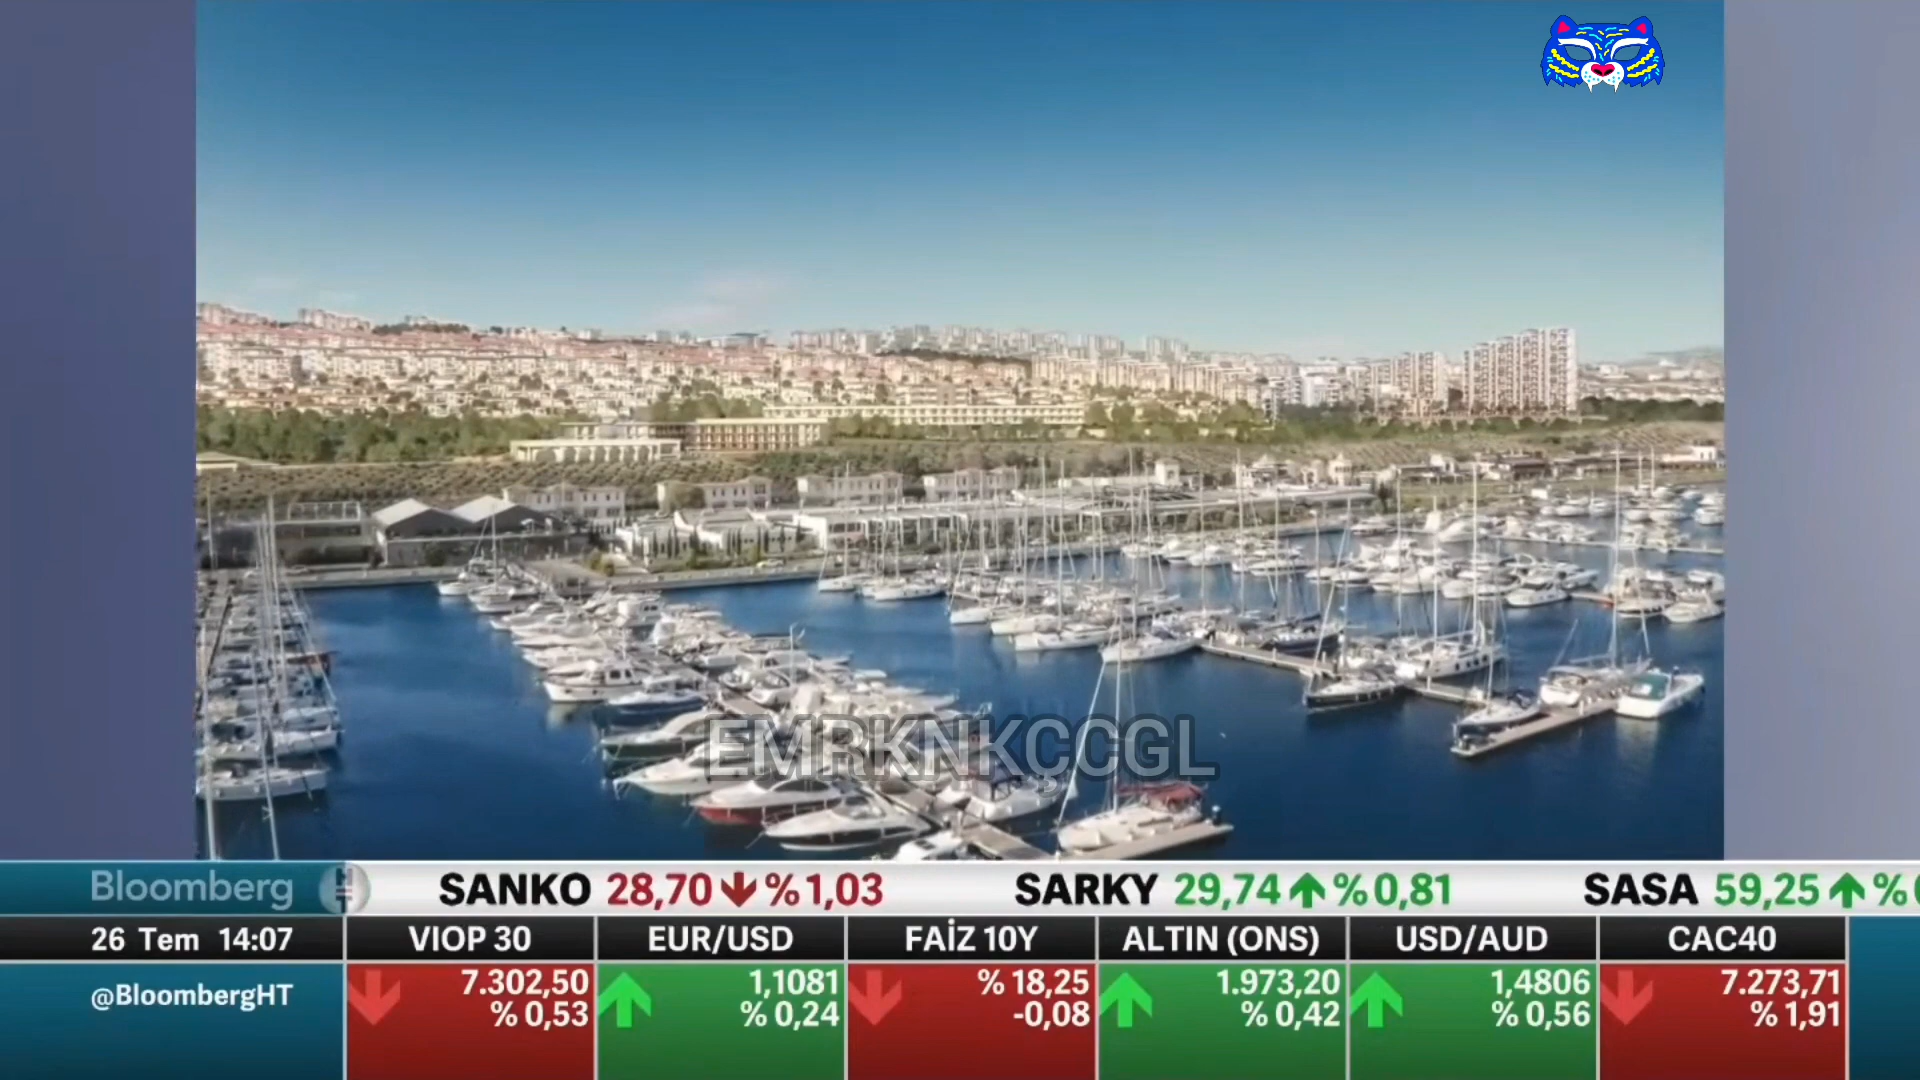 EMRKNKÇCGL
Bloomberg HT
SANKO 28,70 %1,03 SARKY 29,74 %0,81 SASA 59,25
26 Tem 14:07
@BloombergHT
VIOP 30
7.302,50
% 0,53
EUR/USD
1,1081
% 0,24
FAİZ 10Y
% 18,25
-0,08
ALTIN (ONS)
1.973,20
% 0,42
USD/AUD
1,4806
% 0,56
CAC40
7.273,71
% 1,91